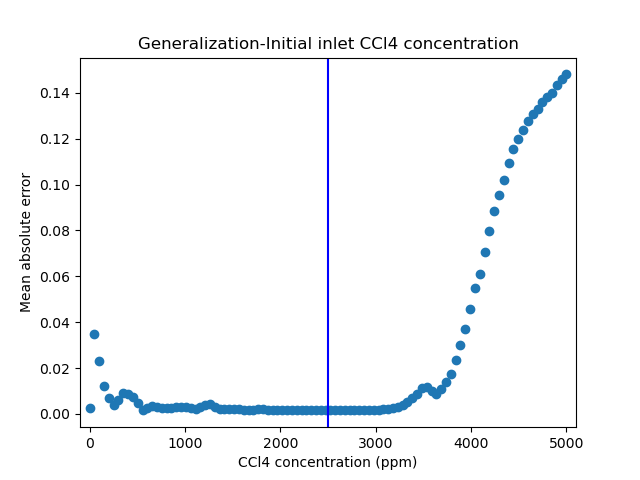 Generalization-Initial inlet CCl4 concentration
Mean absolute error
0.14
0.12
0.10
0.08
0.06
0.04
0.02
0.00
0 1000 2000 3000 4000 5000
CCl4 concentration (ppm)